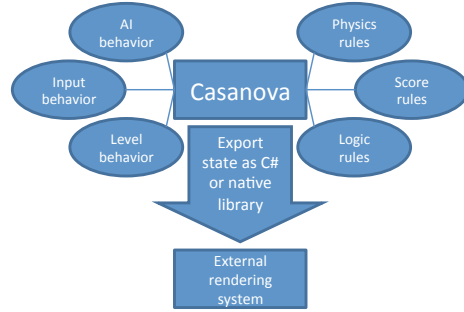 AI
behavior
Physics
rules
Input
behavior
Casanova
Score
rules
Level
behavior
Export
state as C#
or native
library
Logic
rules
External
rendering
system